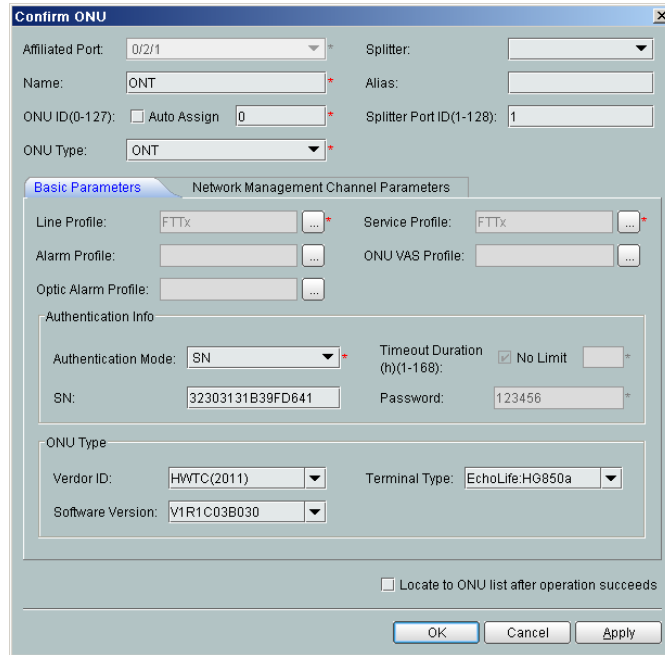 Confirm ONU
Affiliated Port: 0/2/1 * Splitter:
Name: ONT * Alias:
ONU ID(0-127): Auto Assign 0 * Splitter Port ID(1-128): 1
ONU Type: ONT *
Basic Parameters Network Management Channel Parameters
Line Profile: FTTx ... * Service Profile: FTTx ... *
Alarm Profile: ... ONU VAS Profile: ...
Optic Alarm Profile: ...
Authentication Info
Authentication Mode: SN * Timeout Duration (h)(1-168): No Limit *
SN: 32303131B39FD641 Password: 123456 *
ONU Type
Verdor ID: HWTC(2011) Terminal Type: EchoLife:HG850a
Software Version: V1R1C03B030
Locate to ONU list after operation succeeds
OK Cancel Apply